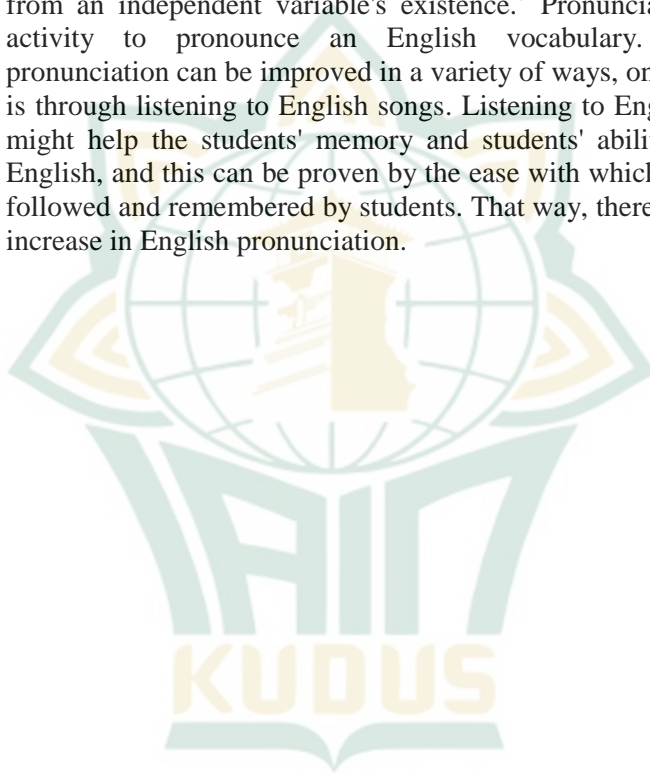 from an independent variable's existence. Pronuncia
activity to pronounce an English vocabulary.
pronunciation can be improved in a variety of ways, on
is through listening to English songs. Listening to Eng
might help the students' memory and students' abilit
English, and this can be proven by the ease with which
followed and remembered by students. That way, there
increase in English pronunciation.
IAIN
KUDUS